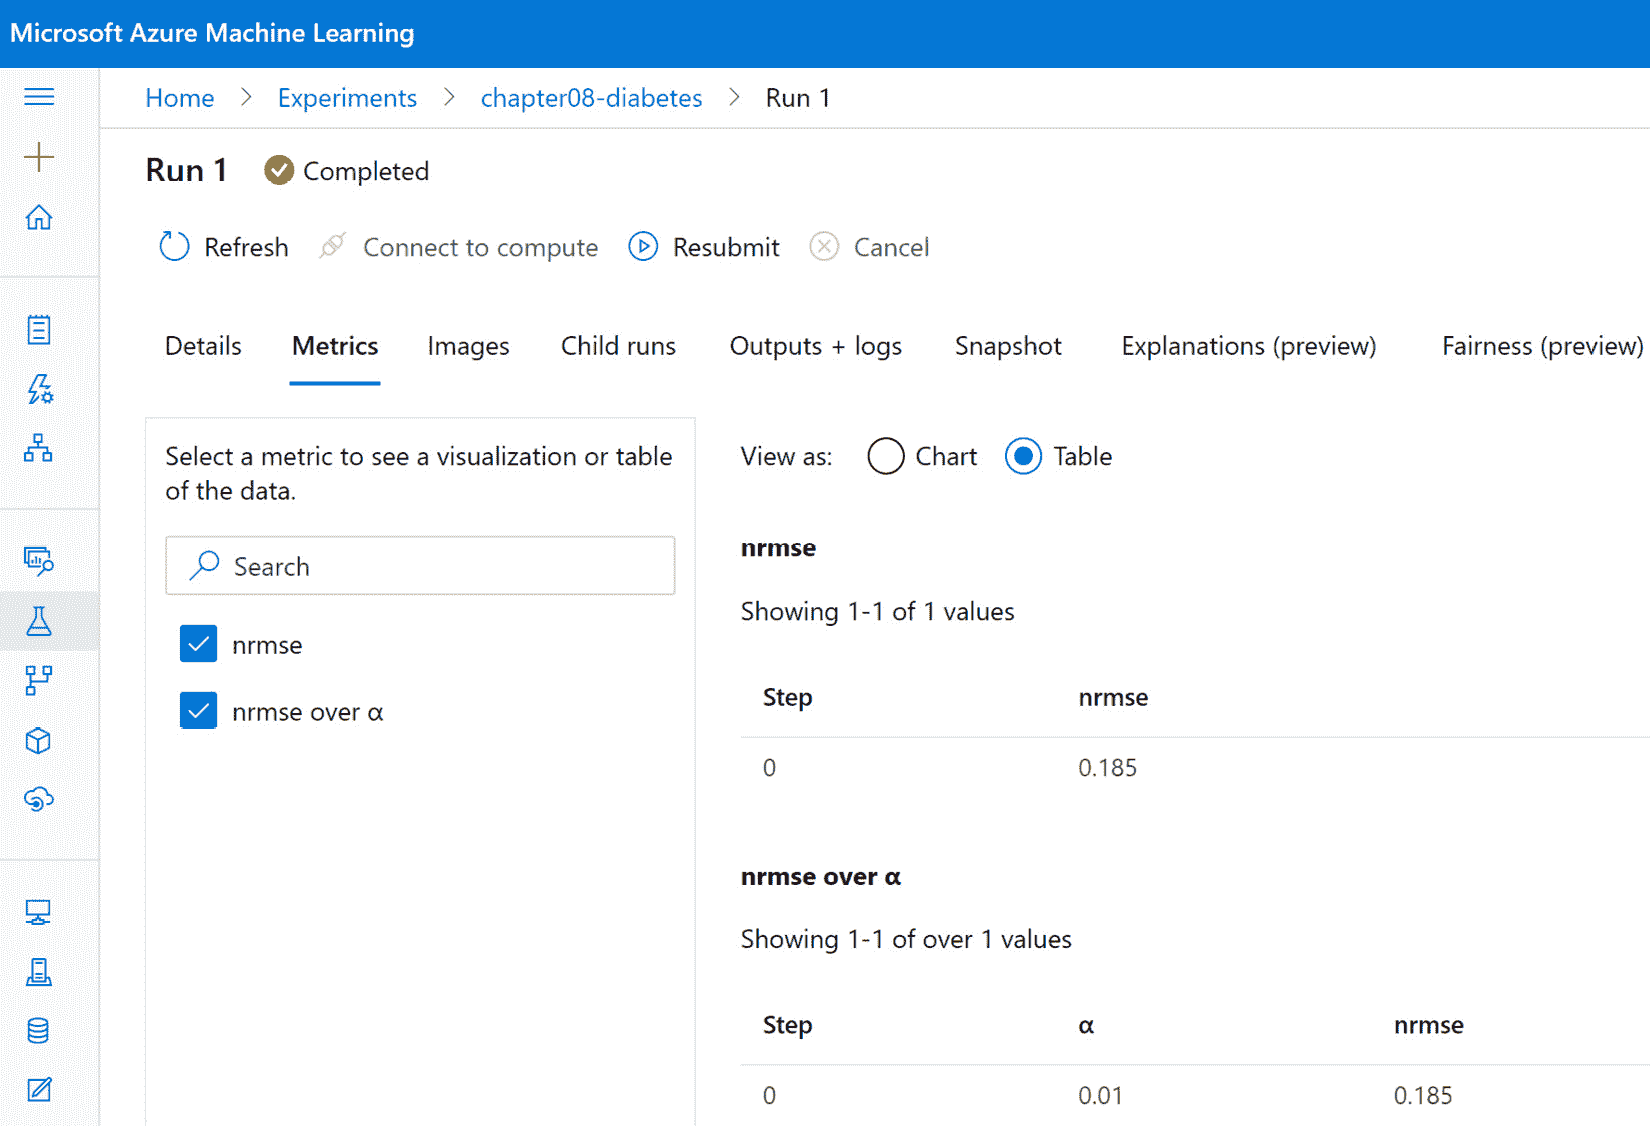 Microsoft Azure Machine Learning
Home > Experiments > chapter08-diabetes > Run 1
Run 1 Completed
Refresh Connect to compute Resubmit Cancel
Details Metrics Images Child runs Outputs + logs Snapshot Explanations (preview) Fairness (preview)
Select a metric to see a visualization or table
of the data.
Search
nrmse
nrmse over α
View as: Chart Table
nrmse
Showing 1-1 of 1 values
Step nrmse
0 0.185
nrmse over α
Showing 1-1 of over 1 values
Step α nrmse
0 0.01 0.185